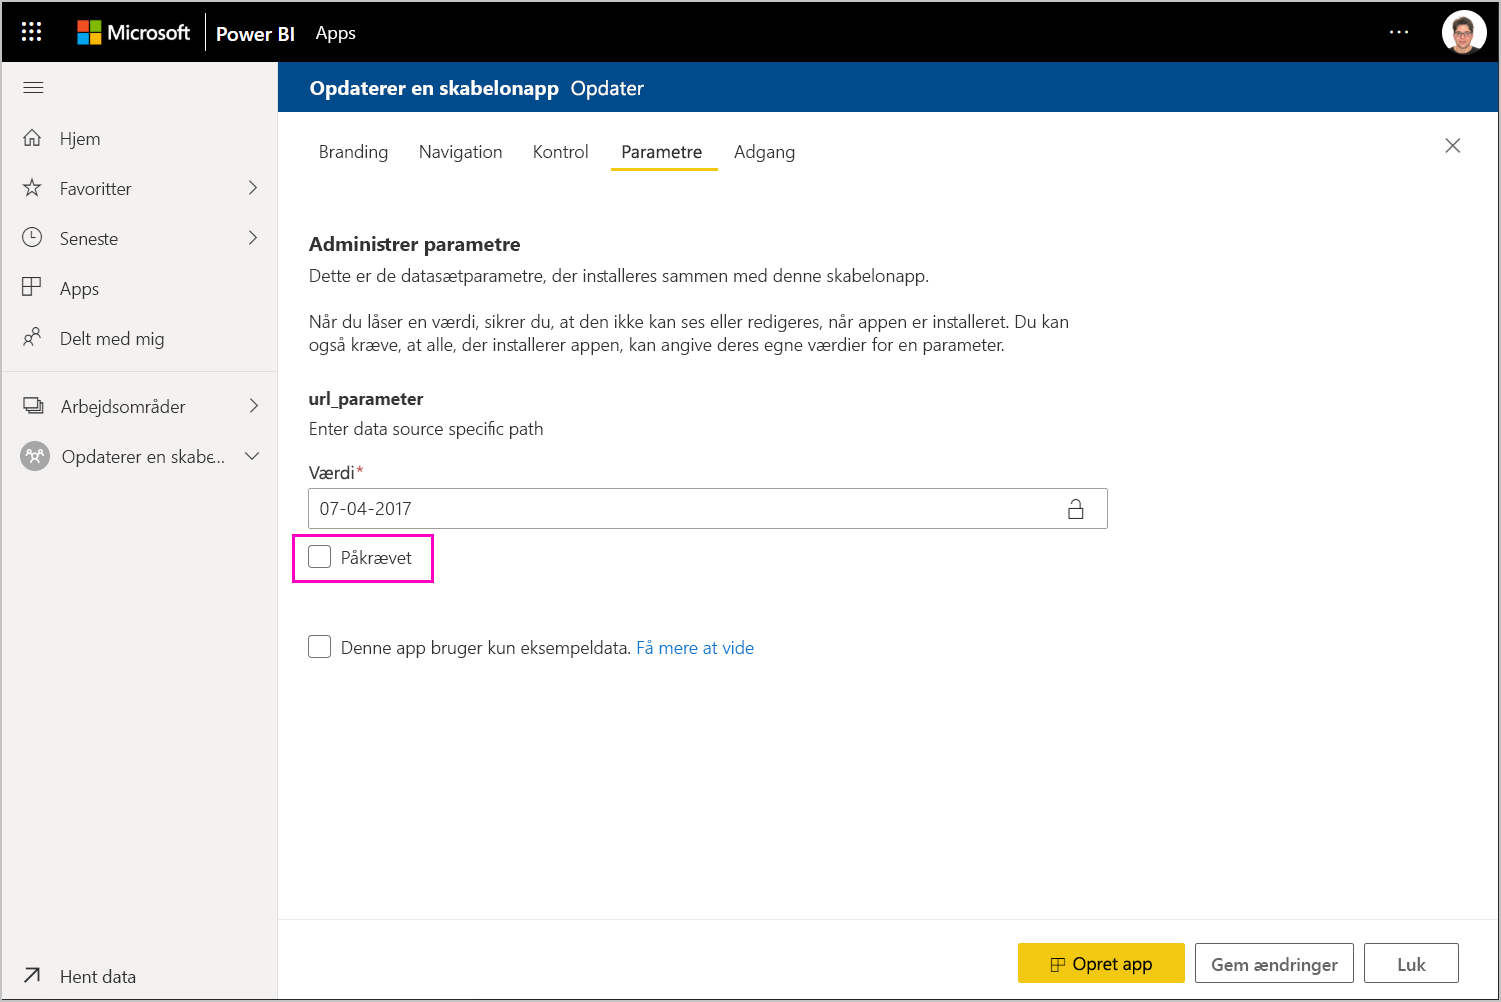 Microsoft Power BI Apps
Opdaterer en skabelonapp Opdater
Hjem
Favoritter
Seneste
Apps
Delt med mig
Arbejdsområder
Opdaterer en skabe...
Hent data
Branding Navigation Kontrol Parametre Adgang
Administrer parametre
Dette er de datasætparametre, der installeres sammen med denne skabelonapp.
Når du låser en værdi, sikrer du, at den ikke kan ses eller redigeres, når appen er installeret. Du kan
også kræve, at alle, der installerer appen, kan angive deres egne værdier for en parameter.
url_parameter
Enter data source specific path
Værdi*
07-04-2017
Påkrævet
Denne app bruger kun eksempeldata. Få mere at vide
Opret app Gem ændringer Luk